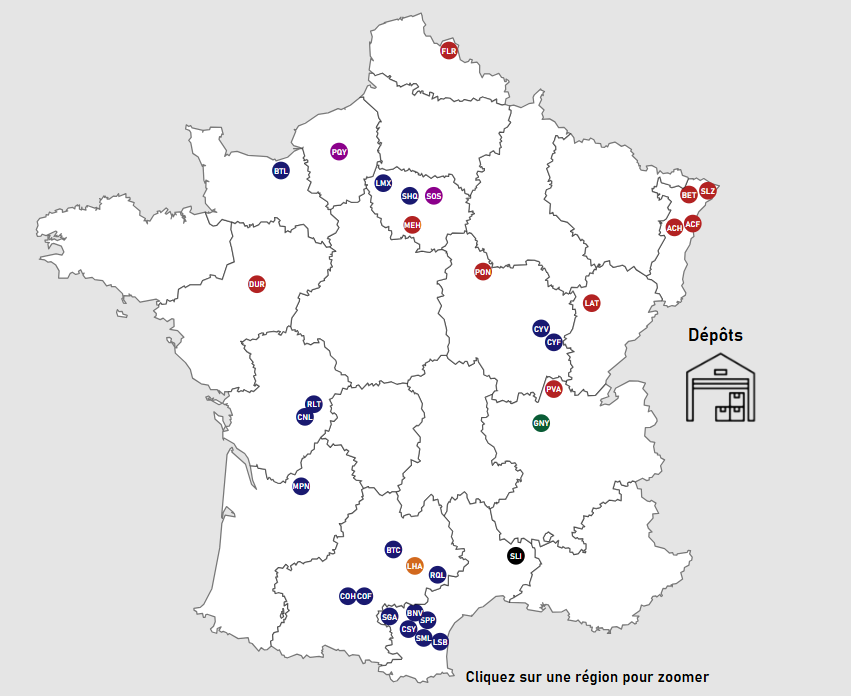 FLR
PQY
BTL
LMX
SHQ
SOS
MEH
BET
SLZ
ACH
ACF
PON
DUR
LAT
CYV
CYF
Dépôts
PVA
RLT
CNL
GNY
MPN
BTC
SLI
LHA
RQL
COH
COF
SGA
BNV
SPP
CSY
SML
LSB
Cliquez sur une région pour zoomer